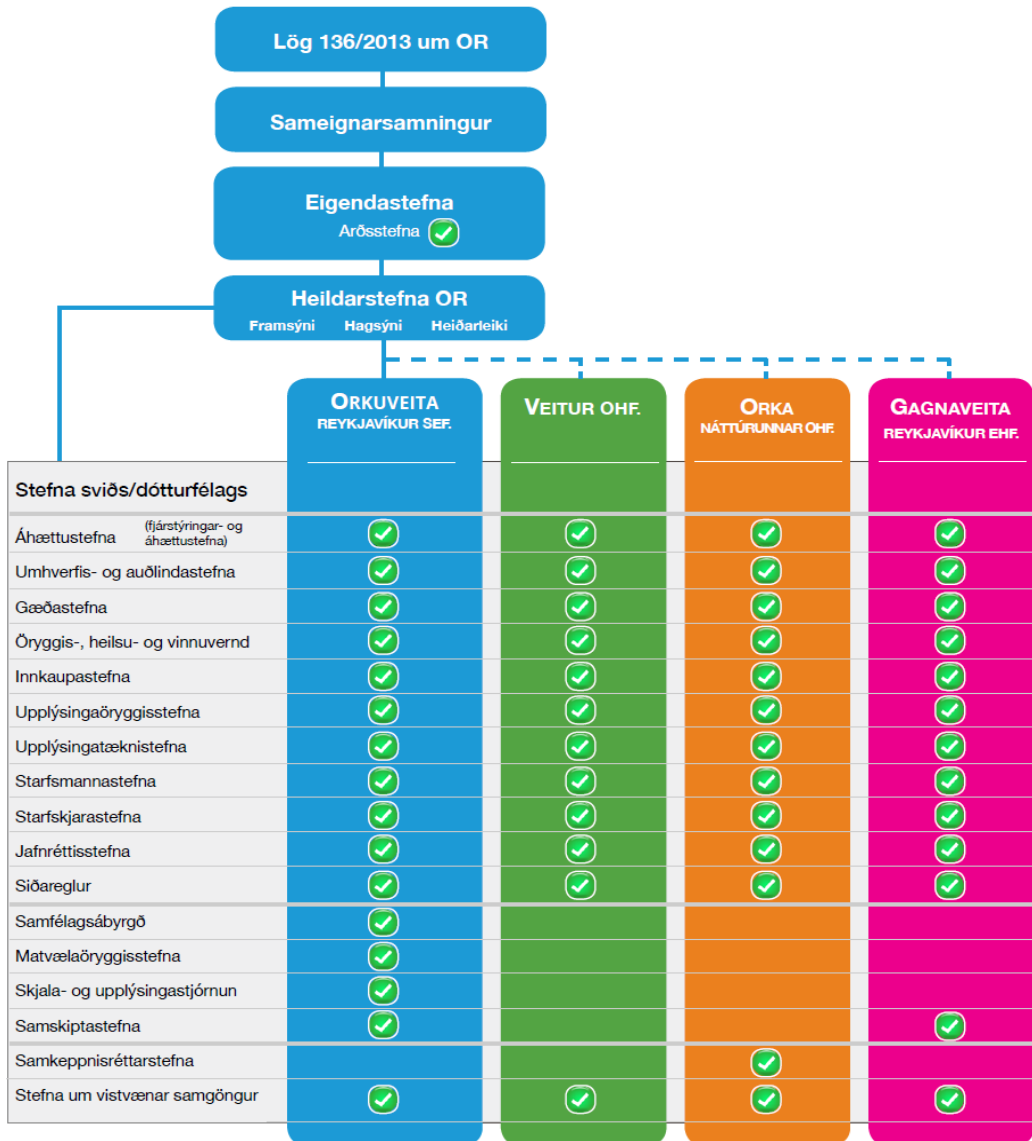 Lög 136/2013 um OR
Sameignarsamningur
Eigendastefna
Arðsstefna
Heildarstefna OR
Framsýni Hagsýni Heiðarleiki
ORKUVEITA
REYKJAVÍKUR SEF.
VEITUR OHF.
ORKA
NÁTTÚRUNNAR OHF.
GAGNAVEITA
REYKJAVÍKUR EHF.
Stefna sviðs/dótturfélags
Áhættustefna (fjárstýringar- og
áhættustefna)
Umhverfis- og auðlindastefna
Gæðastefna
Öryggis-, heilsu- og vinnuvernd
Innkaupastefna
Upplýsingaöryggisstefna
Upplýsingatæknistefna
Starfsmannastefna
Starfskjarastefna
Jafnréttisstefna
Siðareglur
Samfélagsábyrgð
Matvælaöryggisstefna
Skjala- og upplýsingastjórnun
Samskiptastefna
Samkeppnisréttarstefna
Stefna um vistvænar samgöngur